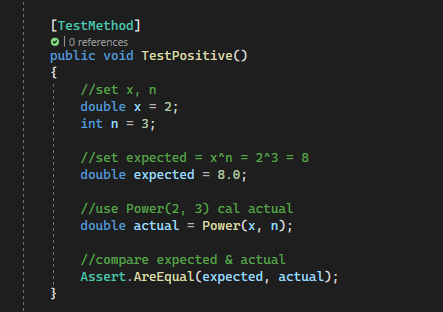 [TestMethod]
| 0 references
public void TestPositive()
{
//set x, n
double x = 2;
int n = 3;
//set expected = x^n = 2^3 = 8
double expected = 8.0;
//use Power(2, 3) cal actual
double actual = Power(x, n);
//compare expected & actual
Assert.AreEqual(expected, actual);
}